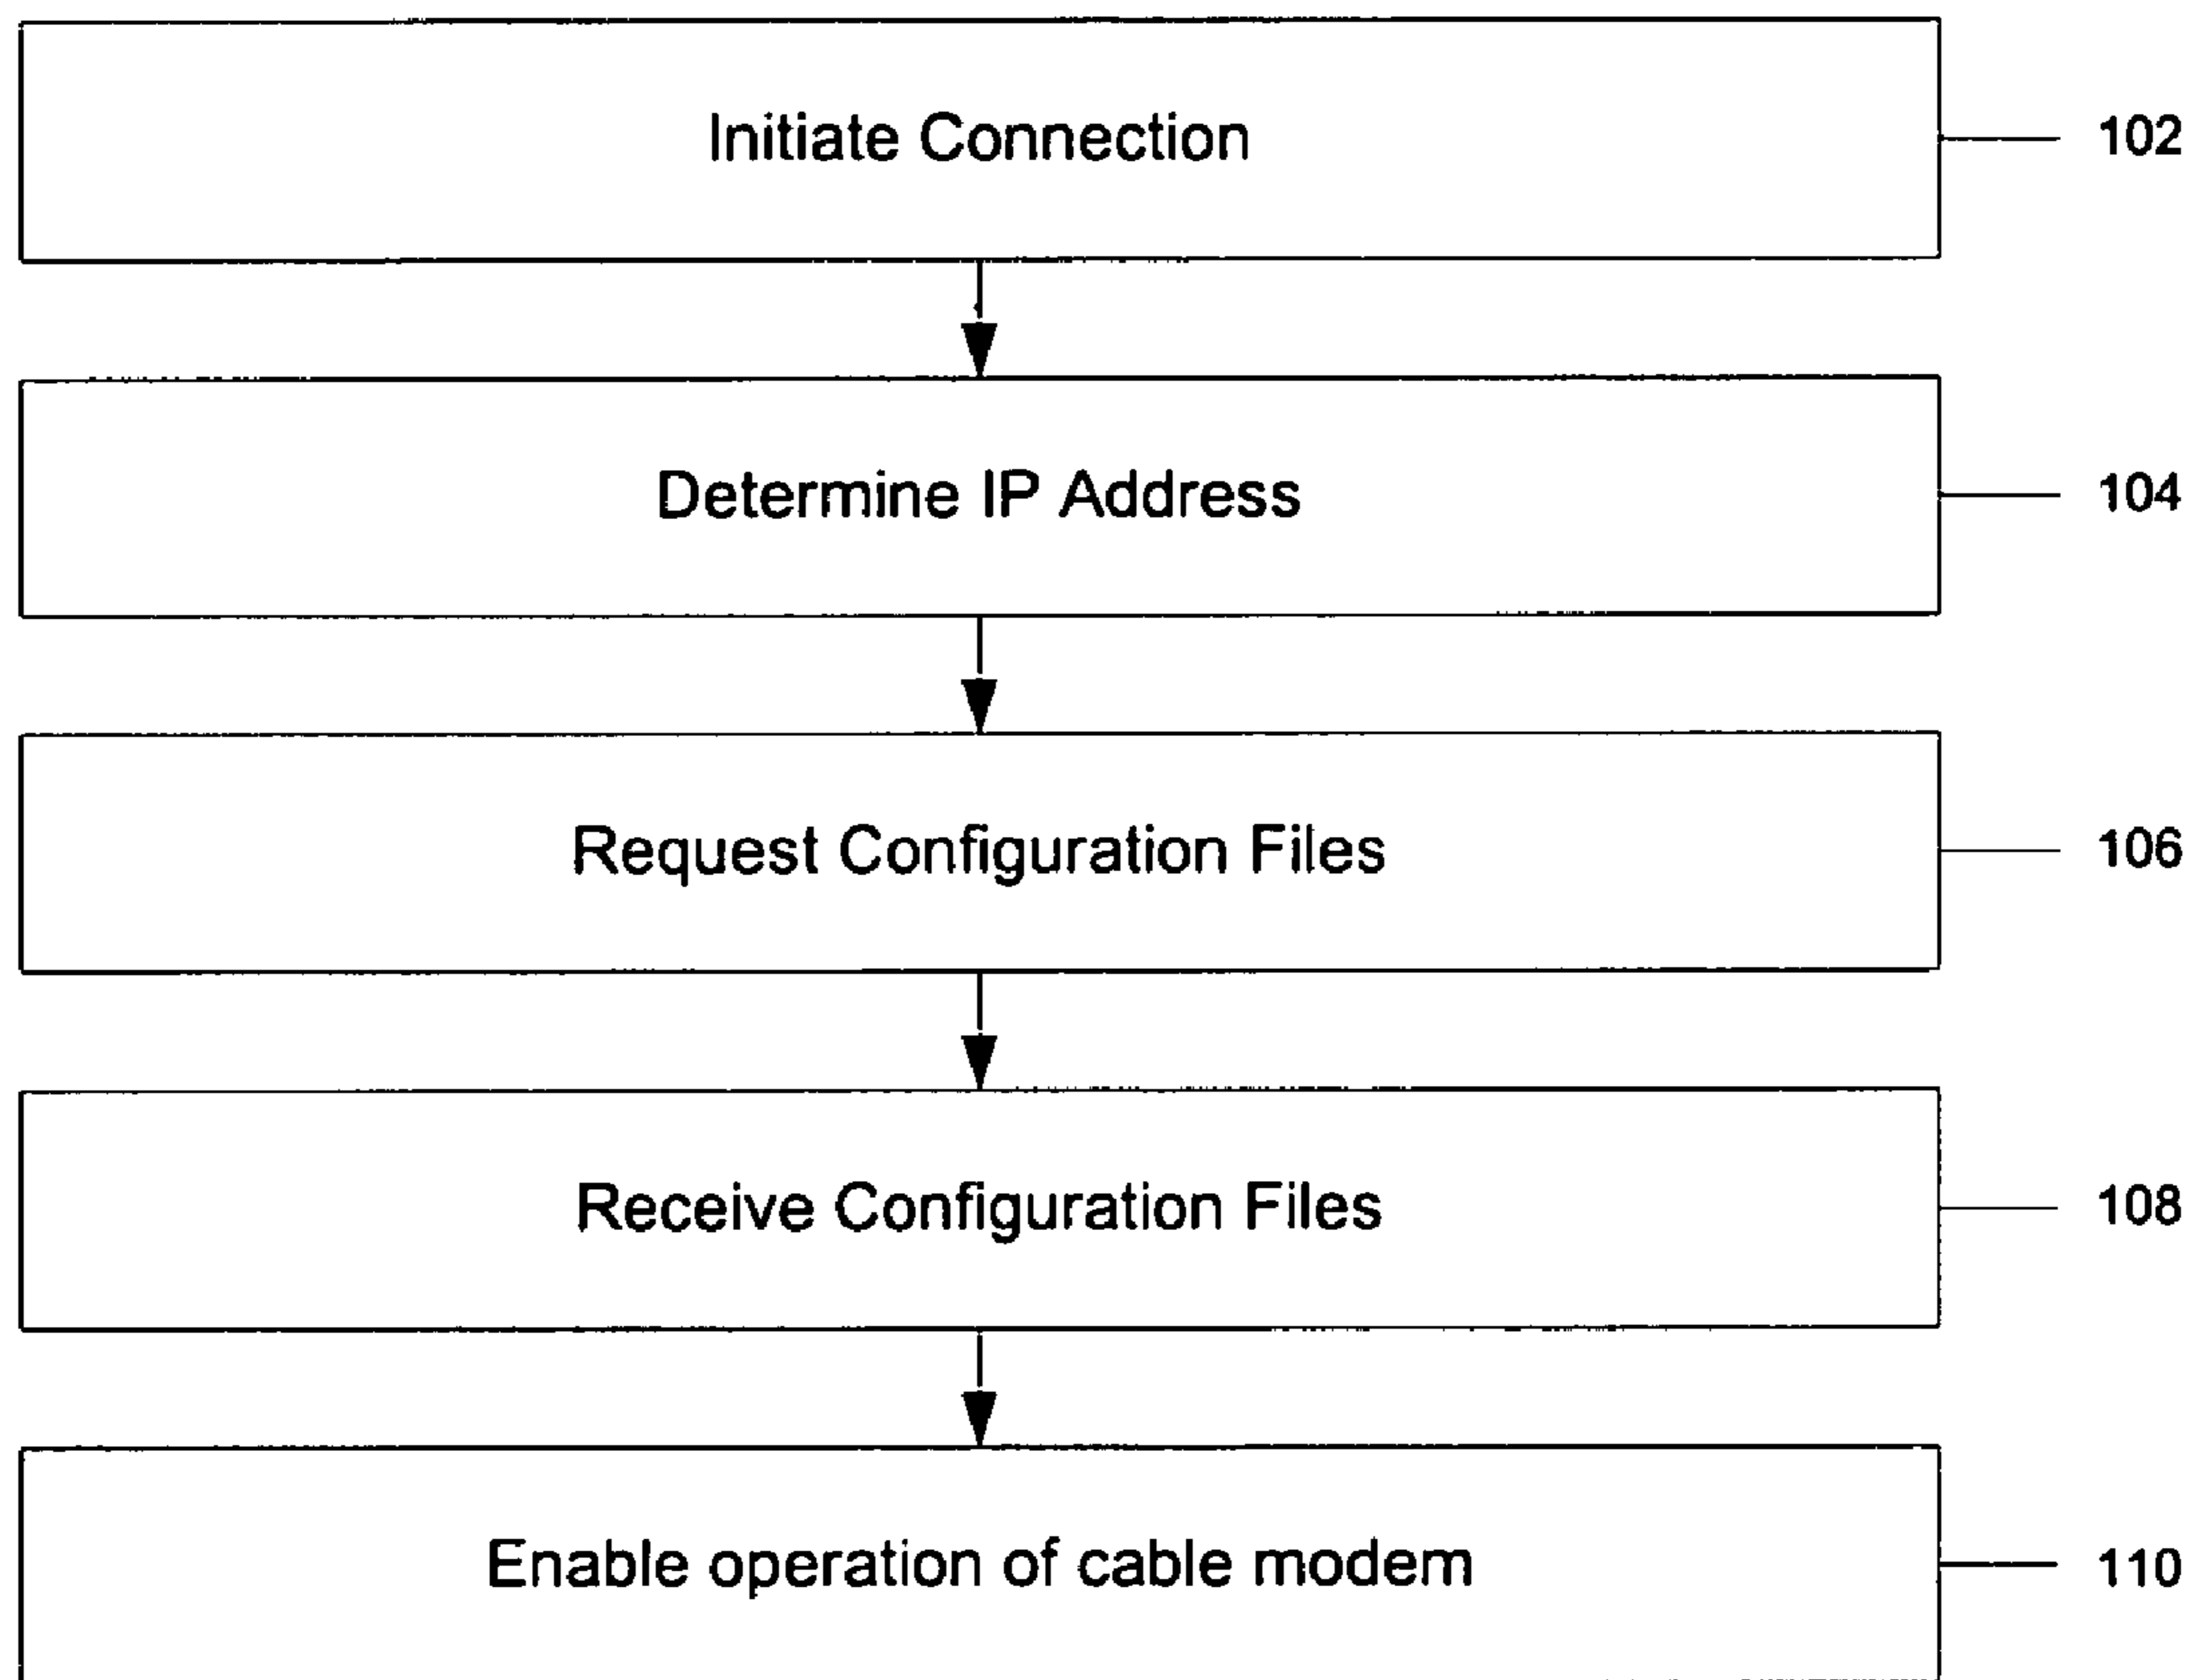 Initiate Connection
102
Determine IP Address
104
Request Configuration Files
106
Receive Configuration Files
108
Enable operation of cable modem
110